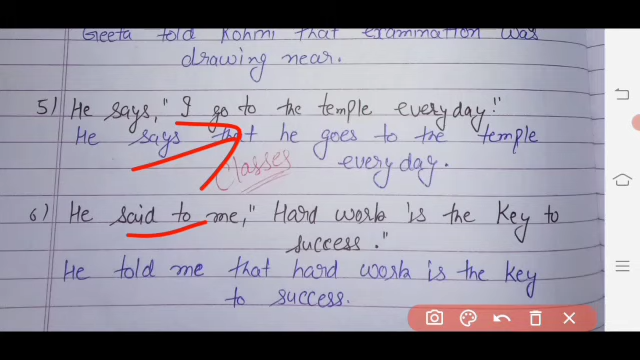 Geeta told Rohmi that examination was
drawing near.
5) He says, "I go to the temple everyday!"
He says that he goes to the temple
everyday.
Classes
6) He said to me, "Hard work is the key to
success."
He told me that hard work is the key
to success.